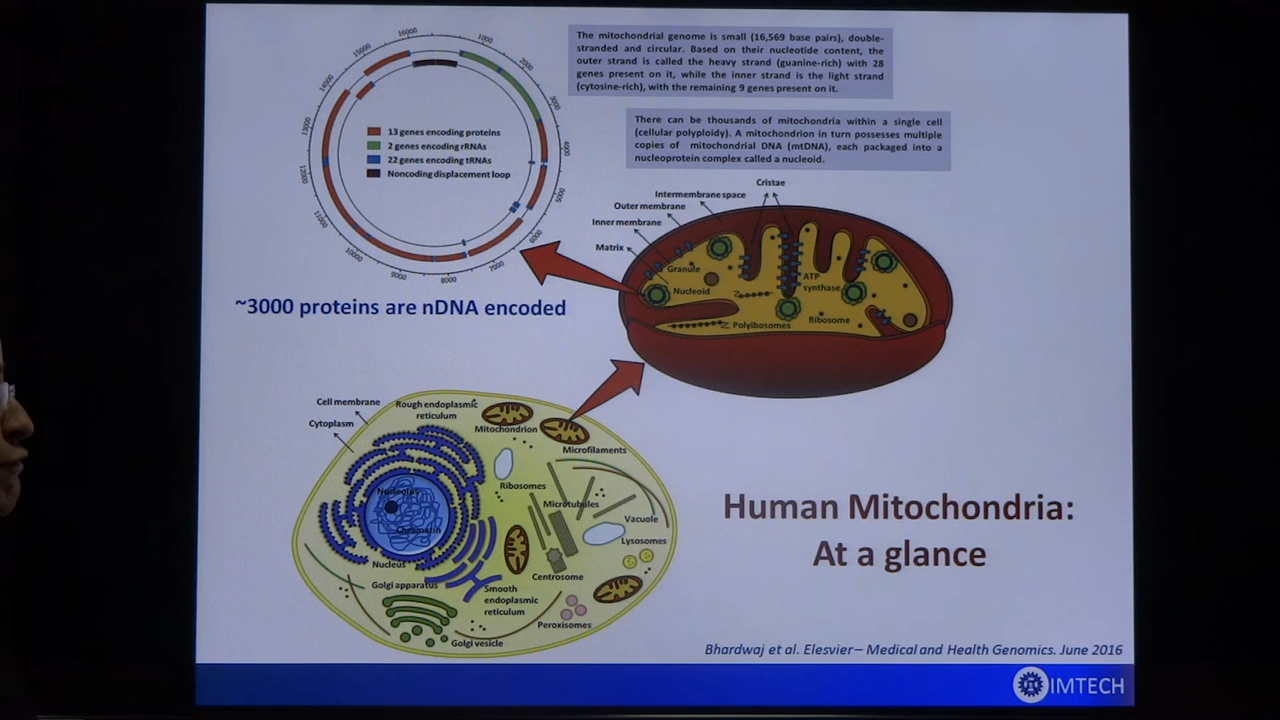 The mitochondrial genome is small (16,569 base pairs), double-
stranded and circular. Based on their nucleotide content, the
outer strand is called the heavy strand (guanine-rich) with 28
genes present on it, while the inner strand is the light strand
(cytosine-rich), with the remaining 9 genes present on it.
There can be thousands of mitochondria within a single cell
(cellular polyploidy). A mitochondrion in turn possesses multiple
copies of mitochondrial DNA (mtDNA), each packaged into a
nucleoprotein complex called a nucleoid.
16000
1000
2000
3000
4000
5000
6000
7000
8000
9000
10000
11000
12000
13000
14000
15000
13 genes encoding proteins
2 genes encoding rRNAs
22 genes encoding tRNAs
Noncoding displacement loop
~3000 proteins are nDNA encoded
Cristae
Intermembrane space
Outer membrane
Inner membrane
Matrix
Granule
Nucleoid
ATP
synthase
Polyibosomes
Ribosome
Cell membrane
Cytoplasm
Rough endoplasmic
reticulum
Mitochondrion
Microfilaments
Ribosomes
Microtubules
Vacuole
Lysosomes
Nucleolus
Chromatin
Nucleus
Centrosome
Golgi apparatus
Smooth
endoplasmic
reticulum
Peroxisomes
Golgi vesicle
Human Mitochondria:
At a glance
Bhardwaj et al. Elesvier – Medical and Health Genomics. June 2016
IMTECH